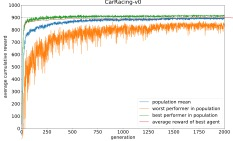 CarRacing-v0
1000
900
800
700
600
500
400
300
200
100
0
average cumulative reward
0 250 500 750 1000 1250 1500 1750 2000
generation
population mean
worst performer in population
best performer in population
average reward of best agent